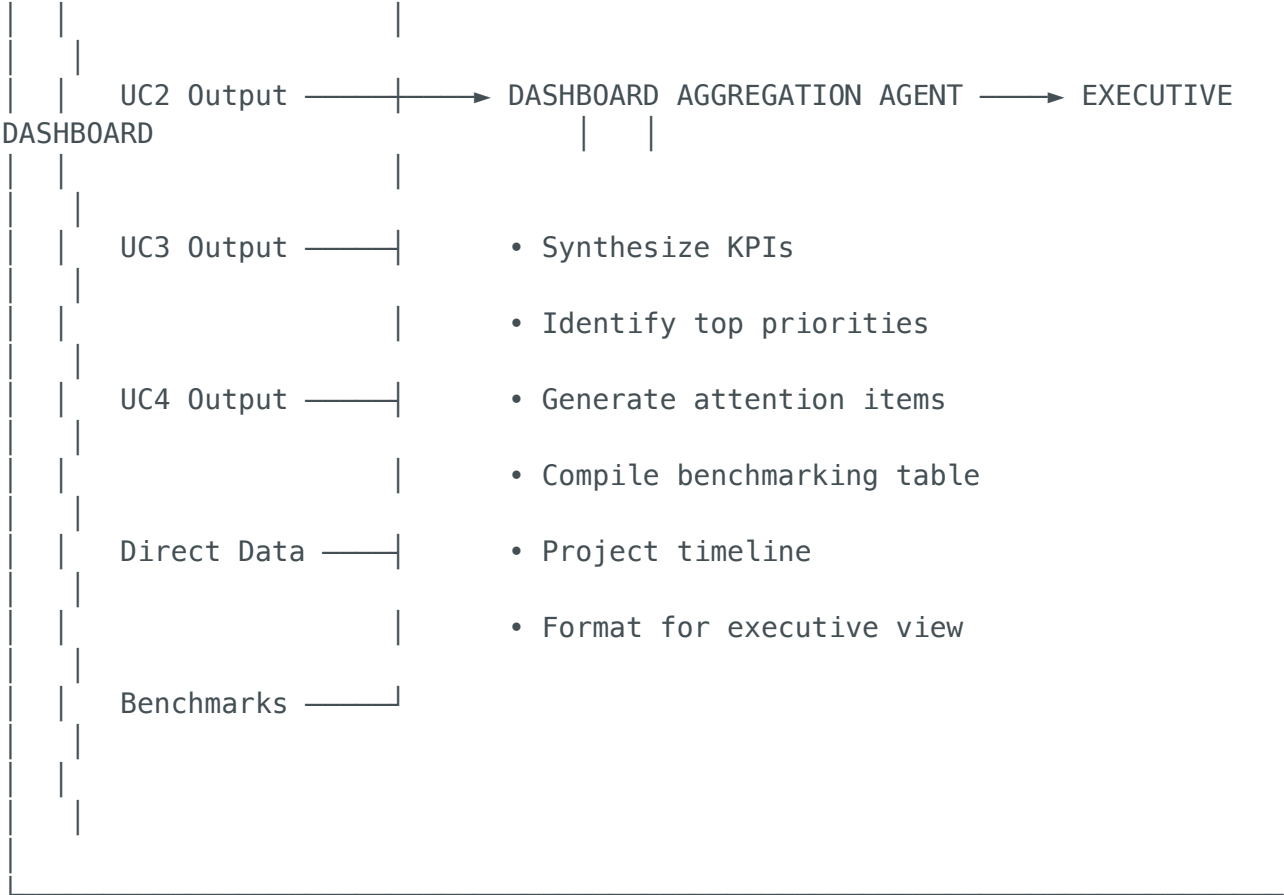 UC2 Output ─────┼────► DASHBOARD AGGREGATION AGENT ────► EXECUTIVE
DASHBOARD
UC3 Output ─────┤ • Synthesize KPIs
• Identify top priorities
UC4 Output ─────┤ • Generate attention items
• Compile benchmarking table
Direct Data ────┤ • Project timeline
• Format for executive view
Benchmarks ─────┘